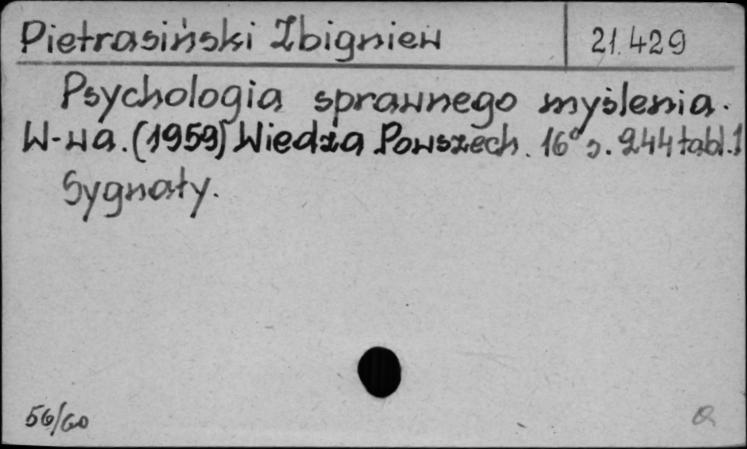 Pietrasiński Zbigniew 21.429
Psychologia sprawnego myślenia.
W-wa. (1959) Wiedza Powszech. 16° s. 244 tabl. 1
Sygnały.
56/60